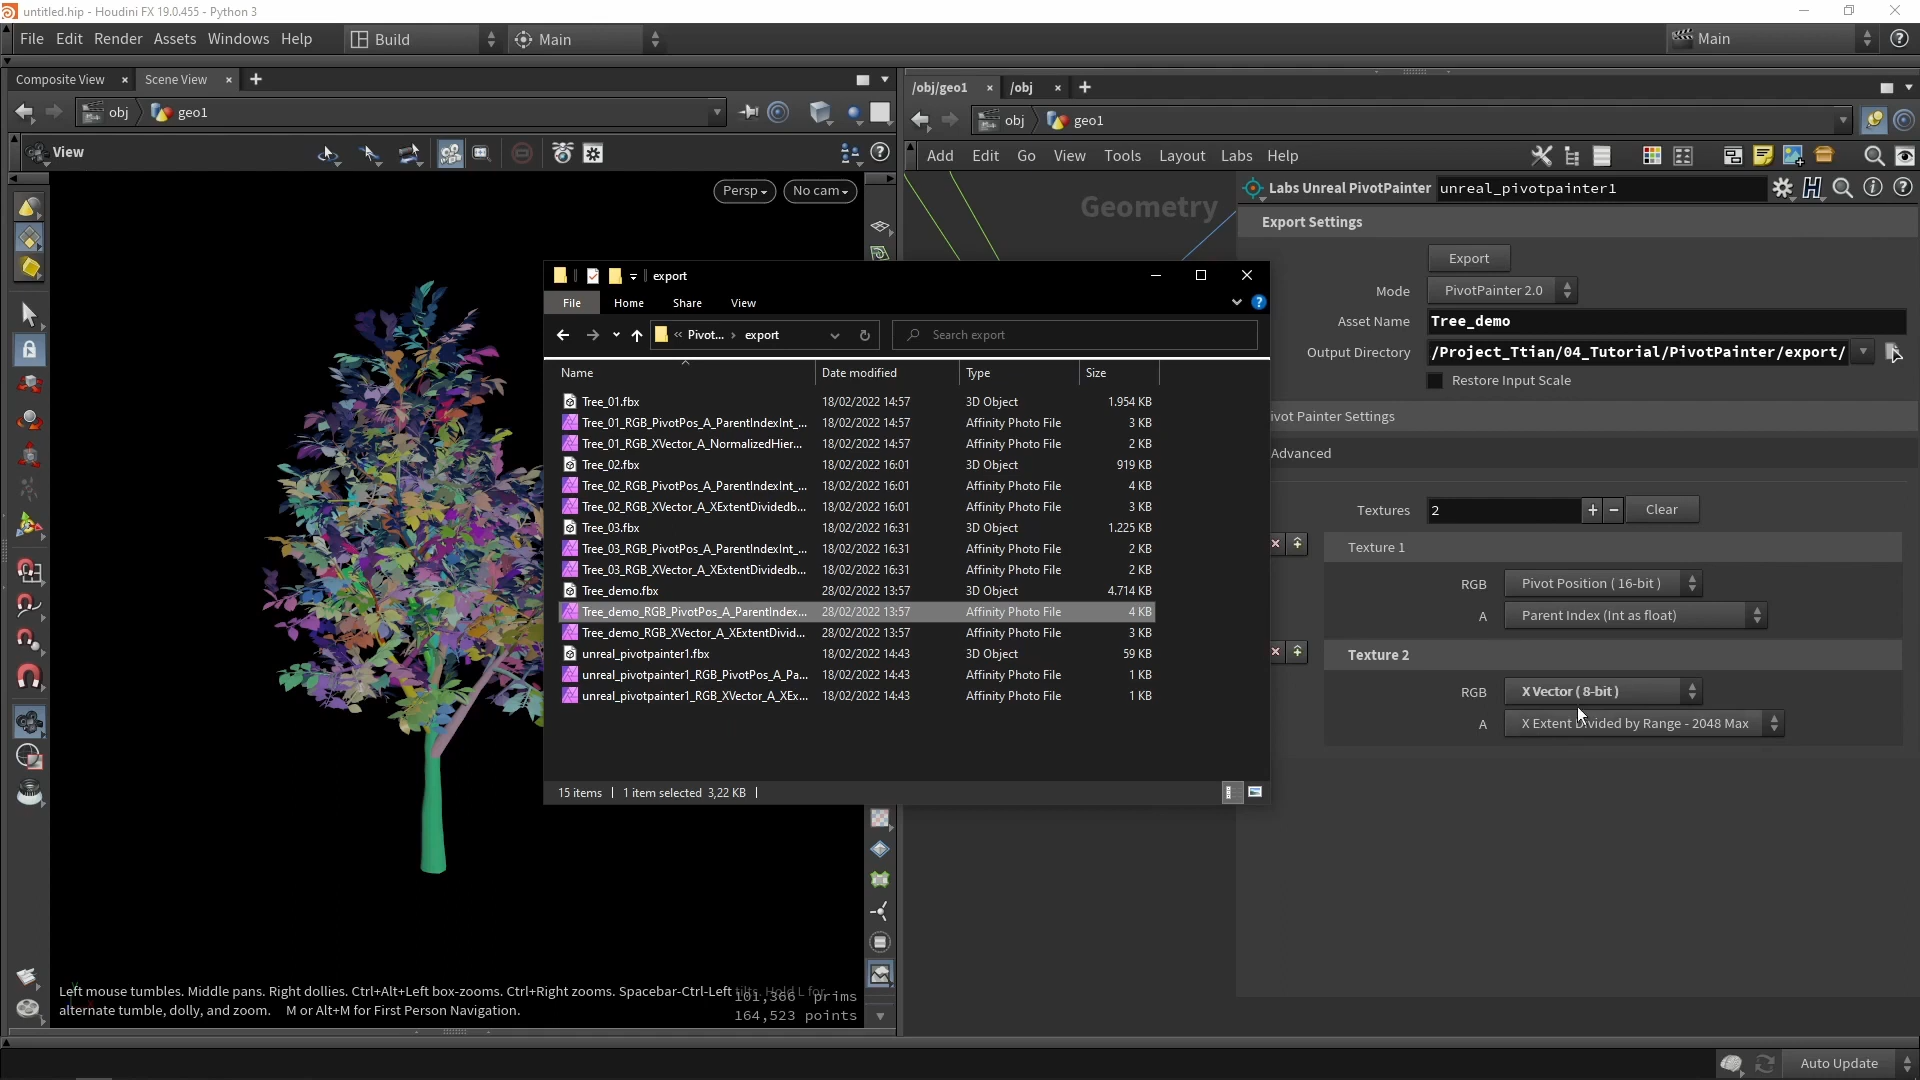 untitled.hip - Houdini FX 19.0.455 - Python 3
File Edit Render Assets Windows Help Build Main Main
Composite View × Scene View × +
obj geo1
View
Persp No cam
/obj/geo1 × /obj × +
obj geo1
Add Edit Go View Tools Layout Labs Help
Geometry
Labs Unreal PivotPainter unreal_pivotpainter1
Export Settings
Export
Mode PivotPainter 2.0
Asset Name Tree_demo
Output Directory /Project_Ttian/04_Tutorial/PivotPainter/export/
Restore Input Scale
ivot Painter Settings
Advanced
Textures 2 + − Clear
Texture 1
RGB Pivot Position ( 16-bit )
A Parent Index (Int as float)
Texture 2
RGB X Vector ( 8-bit )
A X Extent Divided by Range - 2048 Max
export
File Home Share View
« Pivot... › export Search export
Name Date modified Type Size
Tree_01.fbx 18/02/2022 14:57 3D Object 1.954 KB
Tree_01_RGB_PivotPos_A_ParentIndexInt_... 18/02/2022 14:57 Affinity Photo File 3 KB
Tree_01_RGB_XVector_A_NormalizedHier... 18/02/2022 14:57 Affinity Photo File 2 KB
Tree_02.fbx 18/02/2022 16:01 3D Object 919 KB
Tree_02_RGB_PivotPos_A_ParentIndexInt_... 18/02/2022 16:01 Affinity Photo File 4 KB
Tree_02_RGB_XVector_A_XExtentDividedb... 18/02/2022 16:01 Affinity Photo File 3 KB
Tree_03.fbx 18/02/2022 16:31 3D Object 1.225 KB
Tree_03_RGB_PivotPos_A_ParentIndexInt_... 18/02/2022 16:31 Affinity Photo File 2 KB
Tree_03_RGB_XVector_A_XExtentDividedb... 18/02/2022 16:31 Affinity Photo File 2 KB
Tree_demo.fbx 28/02/2022 13:57 3D Object 4.714 KB
Tree_demo_RGB_PivotPos_A_ParentIndex... 28/02/2022 13:57 Affinity Photo File 4 KB
Tree_demo_RGB_XVector_A_XExtentDivid... 28/02/2022 13:57 Affinity Photo File 3 KB
unreal_pivotpainter1.fbx 18/02/2022 14:43 3D Object 59 KB
unreal_pivotpainter1_RGB_PivotPos_A_Pa... 18/02/2022 14:43 Affinity Photo File 1 KB
unreal_pivotpainter1_RGB_XVector_A_XEx... 18/02/2022 14:43 Affinity Photo File 1 KB
15 items 1 item selected 3,22 KB
Left mouse tumbles. Middle pans. Right dollies. Ctrl+Alt+Left box-zooms. Ctrl+Right zooms. Spacebar-Ctrl-Left tilts. Hold L for
alternate tumble, dolly, and zoom. M or Alt+M for First Person Navigation.
101,366 prims
164,523 points
Auto Update